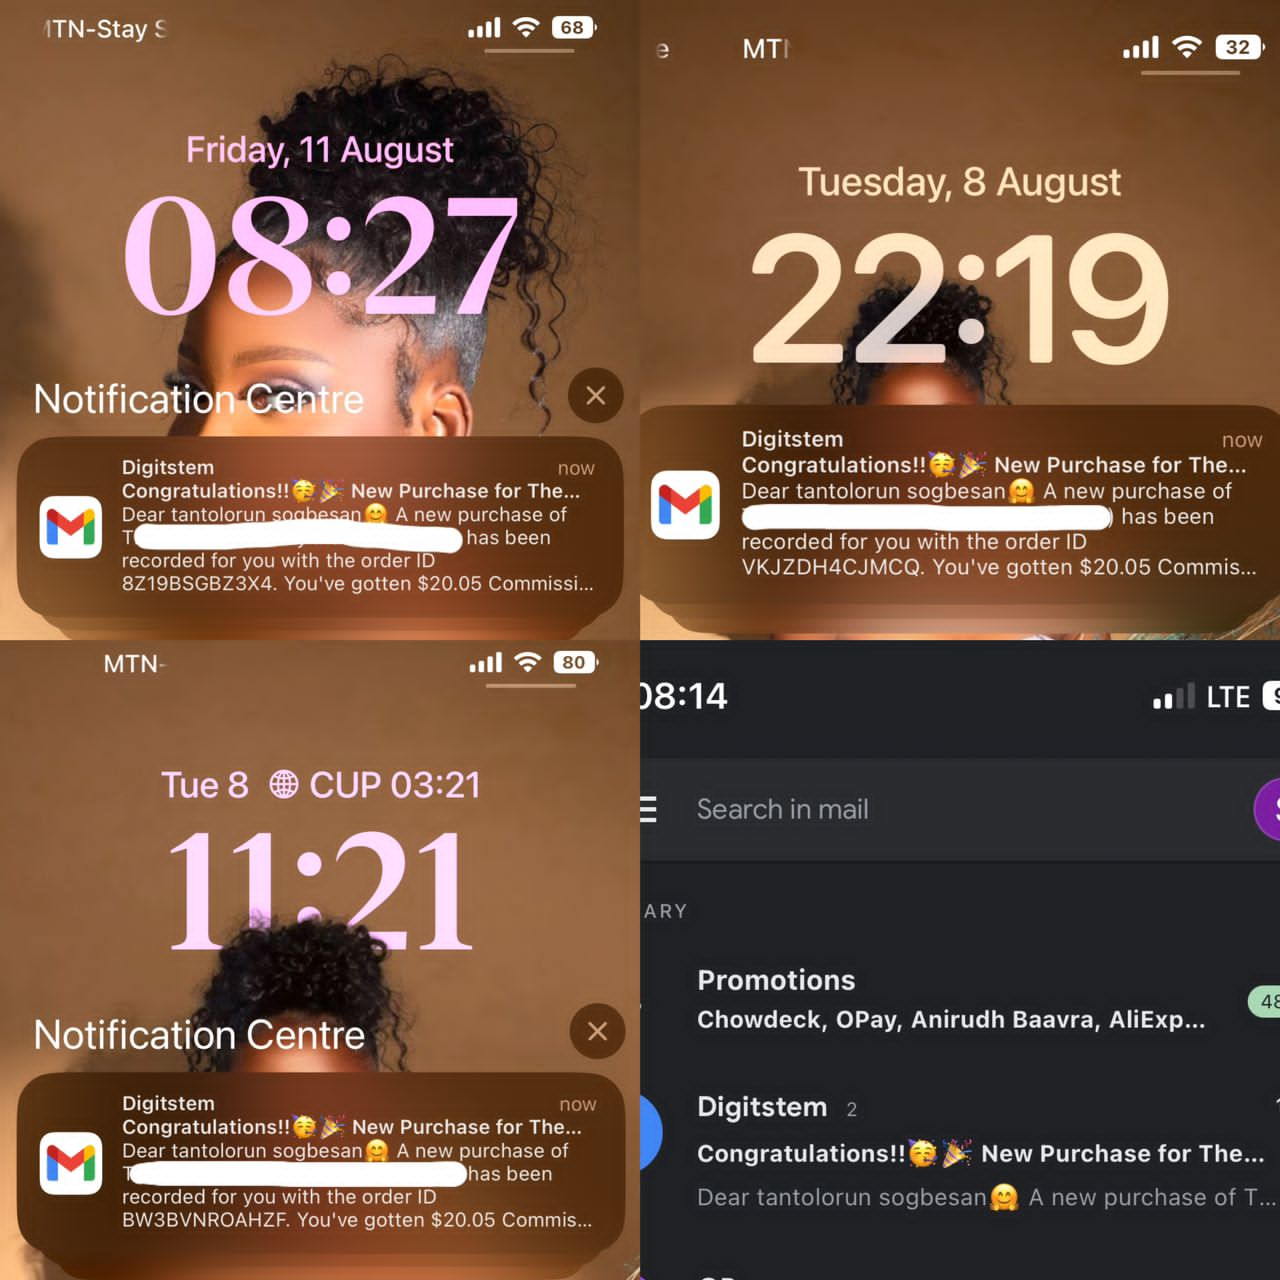 MTN-Stay S
68
Friday, 11 August
08:27
Notification Centre
Digitstem
now
Congratulations!!🥳🎉 New Purchase for The...
Dear tantolorun sogbesan🤗 A new purchase of
T has been
recorded for you with the order ID
8Z19BSGBZ3X4. You've gotten $20.05 Commissi...
e MTN
32
Tuesday, 8 August
22:19
Digitstem
now
Congratulations!!🥳🎉 New Purchase for The...
Dear tantolorun sogbesan🤗 A new purchase of
) has been
recorded for you with the order ID
VKJZDH4CJMCQ. You've gotten $20.05 Commis...
MTN-
80
Tue 8 CUP 03:21
11:21
Notification Centre
Digitstem
now
Congratulations!!🥳🎉 New Purchase for The...
Dear tantolorun sogbesan🤗 A new purchase of
T has been
recorded for you with the order ID
BW3BVNROAHZF. You've gotten $20.05 Commis...
08:14
LTE
Search in mail
ARY
Promotions
48
Chowdeck, OPay, Anirudh Baavra, AliExp...
Digitstem 2
Congratulations!!🥳🎉 New Purchase for The...
Dear tantolorun sogbesan🤗 A new purchase of T...